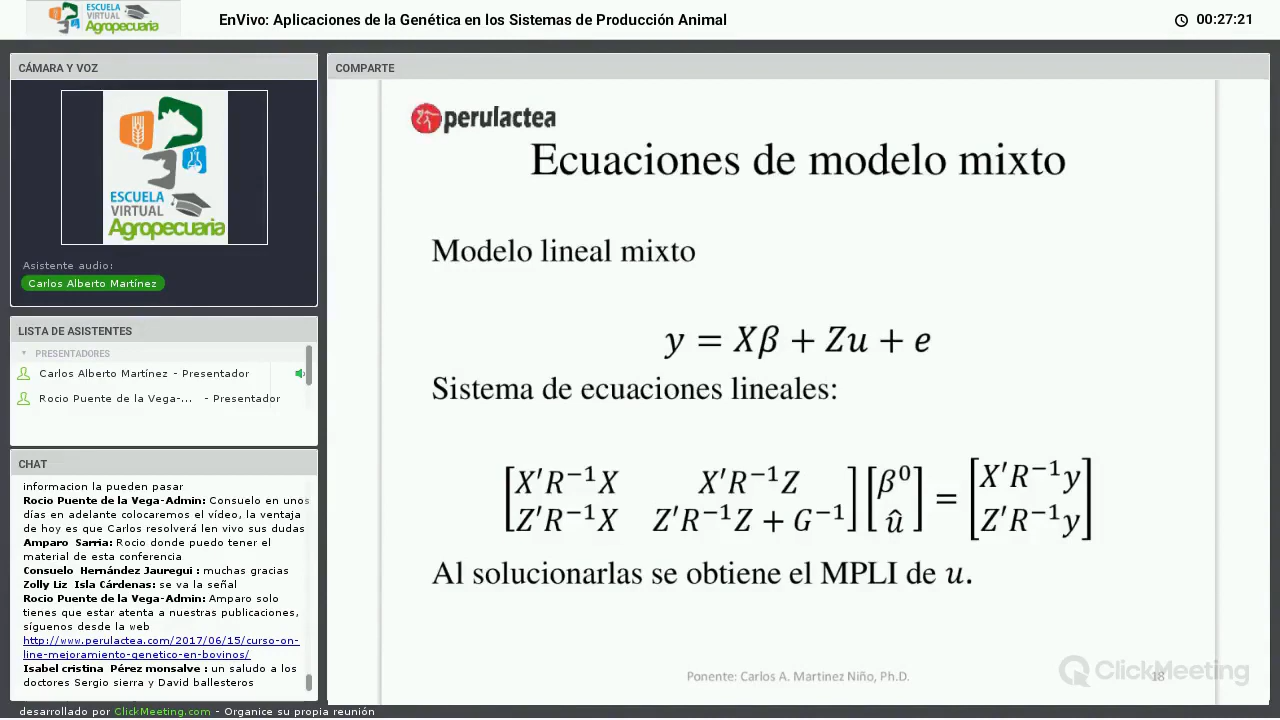 ESCUELA
VIRTUAL
Agropecuaria
EnVivo: Aplicaciones de la Genética en los Sistemas de Producción Animal
00:27:21
CÁMARA Y VOZ
ESCUELA
VIRTUAL
Agropecuaria
Asistente audio:
Carlos Alberto Martínez
LISTA DE ASISTENTES
PRESENTADORES
Carlos Alberto Martínez - Presentador
Rocio Puente de la Vega-... - Presentador
CHAT
informacion la pueden pasar
Rocio Puente de la Vega-Admin: Consuelo en unos
días en adelante colocaremos el vídeo, la ventaja
de hoy es que Carlos resolverá len vivo sus dudas
Amparo Sarria: Rocio donde puedo tener el
material de esta conferencia
Consuelo Hernández Jauregui : muchas gracias
Zolly Liz Isla Cárdenas: se va la señal
Rocio Puente de la Vega-Admin: Amparo solo
tienes que estar atenta a nuestras publicaciones,
síguenos desde la web
http://www.perulactea.com/2017/06/15/curso-on-
line-mejoramiento-genetico-en-bovinos/
Isabel cristina Pérez monsalve : un saludo a los
doctores Sergio sierra y David ballesteros
desarrollado por ClickMeeting.com - Organice su propia reunión
COMPARTE
perulactea
Ecuaciones de modelo mixto
Modelo lineal mixto
y = Xβ + Zu + e
Sistema de ecuaciones lineales:
[X′R⁻¹X X′R⁻¹Z] [β⁰] = [X′R⁻¹y]
[Z′R⁻¹X Z′R⁻¹Z + G⁻¹] [û] [Z′R⁻¹y]
Al solucionarlas se obtiene el MPLI de u.
Ponente: Carlos A. Martinez Niño, Ph.D.
18
ClickMeeting